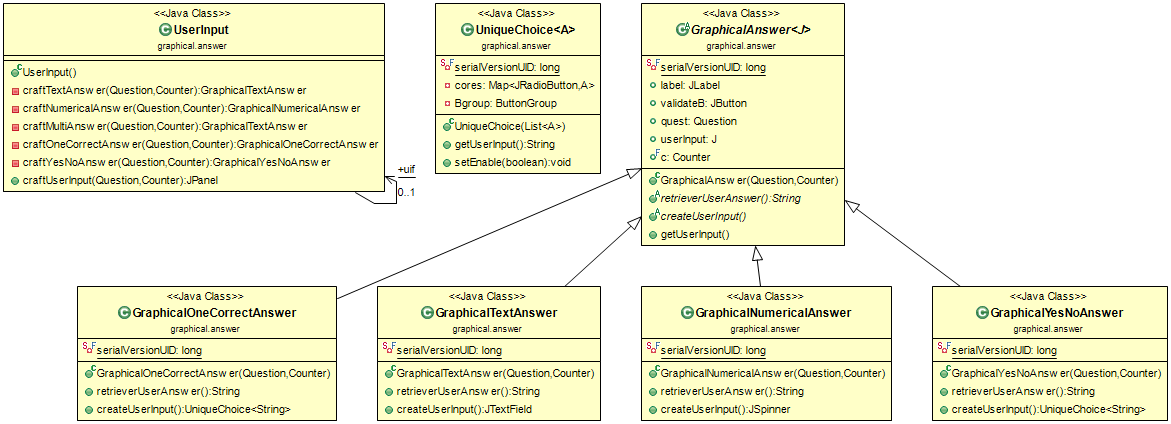 <<Java Class>>
UserInput
graphical.answer
UserInput()
craftTextAnswer(Question,Counter):GraphicalTextAnswer
craftNumericalAnswer(Question,Counter):GraphicalNumericalAnswer
craftMultiAnswer(Question,Counter):GraphicalTextAnswer
craftOneCorrectAnswer(Question,Counter):GraphicalOneCorrectAnswer
craftYesNoAnswer(Question,Counter):GraphicalYesNoAnswer
craftUserInput(Question,Counter):JPanel
+uif
0..1
<<Java Class>>
UniqueChoice<A>
graphical.answer
serialVersionUID: long
cores: Map<JRadioButton,A>
Bgroup: ButtonGroup
UniqueChoice(List<A>)
getUserInput():String
setEnable(boolean):void
<<Java Class>>
GraphicalAnswer<J>
graphical.answer
serialVersionUID: long
label: JLabel
validateB: JButton
quest: Question
userInput: J
c: Counter
GraphicalAnswer(Question,Counter)
retrieverUserAnswer():String
createUserInput()
getUserInput()
<<Java Class>>
GraphicalOneCorrectAnswer
graphical.answer
serialVersionUID: long
GraphicalOneCorrectAnswer(Question,Counter)
retrieverUserAnswer():String
createUserInput():UniqueChoice<String>
<<Java Class>>
GraphicalTextAnswer
graphical.answer
serialVersionUID: long
GraphicalTextAnswer(Question,Counter)
retrieverUserAnswer():String
createUserInput():JTextField
<<Java Class>>
GraphicalNumericalAnswer
graphical.answer
serialVersionUID: long
GraphicalNumericalAnswer(Question,Counter)
retrieverUserAnswer():String
createUserInput():JSpinner
<<Java Class>>
GraphicalYesNoAnswer
graphical.answer
serialVersionUID: long
GraphicalYesNoAnswer(Question,Counter)
retrieverUserAnswer():String
createUserInput():UniqueChoice<String>